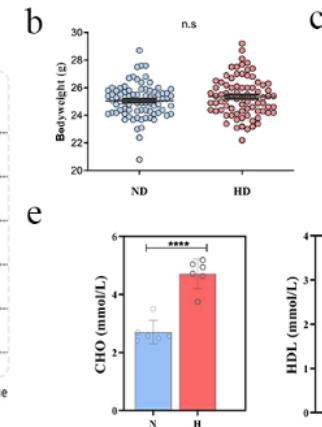 b
n.s
Bodyweight (g)
30
28
26
24
22
20
ND
HD
c
e
CHO (mmol/L)
6
4
2
0
****
N
H
HDL (mmol/L)
4
3
2
1
0